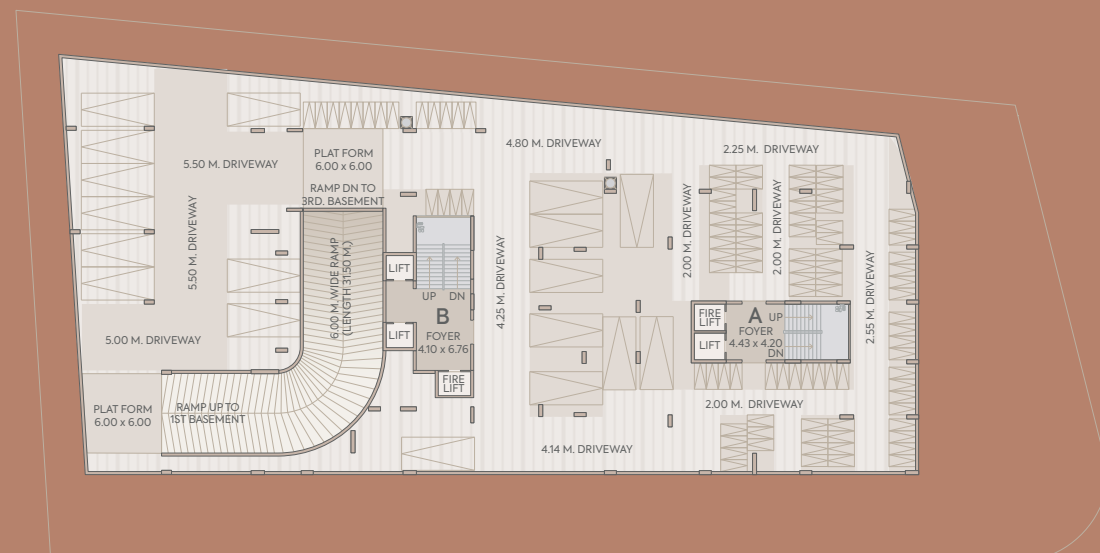 5.50 M. DRIVEWAY
PLAT FORM
6.00 x 6.00
RAMP DN TO
3RD. BASEMENT
4.80 M. DRIVEWAY
2.25 M. DRIVEWAY
5.50 M. DRIVEWAY
6.00 M. WIDE RAMP
(LENGTH 31.50 M.)
LIFT
UP DN
B
FOYER
4.10 x 6.76
LIFT
FIRE
LIFT
4.25 M. DRIVEWAY
2.00 M. DRIVEWAY
2.00 M. DRIVEWAY
2.55 M. DRIVEWAY
FIRE
LIFT
LIFT
A
UP
FOYER
4.43 x 4.20
DN
5.00 M. DRIVEWAY
PLAT FORM
6.00 x 6.00
RAMP UP TO
1ST BASEMENT
2.00 M. DRIVEWAY
4.14 M. DRIVEWAY